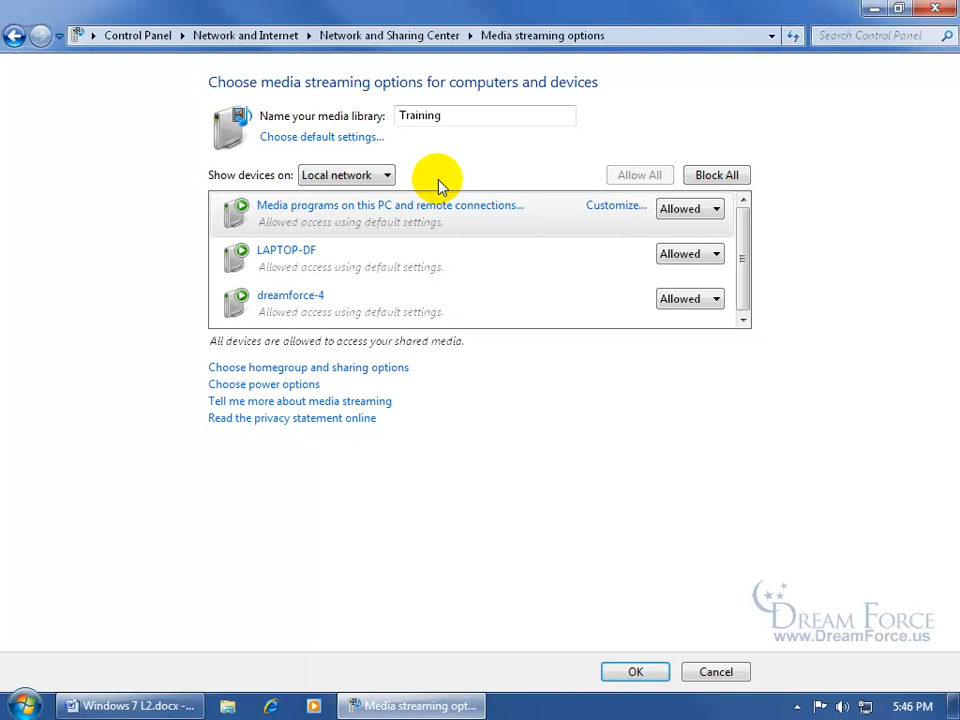 Control Panel Network and Internet Network and Sharing Center Media streaming options Search Control Panel
Choose media streaming options for computers and devices
Name your media library: Training
Choose default settings...
Show devices on: Local network Allow All Block All
Media programs on this PC and remote connections... Customize... Allowed
Allowed access using default settings.
LAPTOP-DF Allowed
Allowed access using default settings.
dreamforce-4 Allowed
Allowed access using default settings.
All devices are allowed to access your shared media.
Choose homegroup and sharing options
Choose power options
Tell me more about media streaming
Read the privacy statement online
DREAM FORCE
www.DreamForce.us
OK Cancel
Windows 7 L2.docx -... Media streaming opt... 5:46 PM